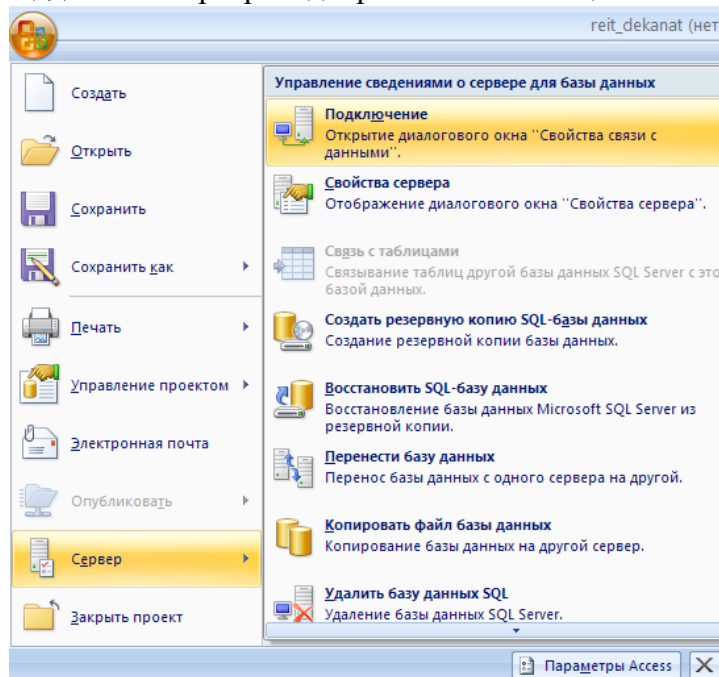 reit_dekanat (нет
Создать
Открыть
Сохранить
Сохранить как
Печать
Управление проектом
Электронная почта
Опубликовать
Сервер
Закрыть проект
Управление сведениями о сервере для базы данных
Подключение
Открытие диалогового окна "Свойства связи с
данными".
Свойства сервера
Отображение диалогового окна "Свойства сервера".
Связь с таблицами
Связывание таблиц другой базы данных SQL Server с это
базой данных.
Создать резервную копию SQL-базы данных
Создание резервной копии базы данных.
Восстановить SQL-базу данных
Восстановление базы данных Microsoft SQL Server из
резервной копии.
Перенести базу данных
Перенос базы данных с одного сервера на другой.
Копировать файл базы данных
Копирование базы данных на другой сервер.
Удалить базу данных SQL
Удаление базы данных SQL Server.
Параметры Access